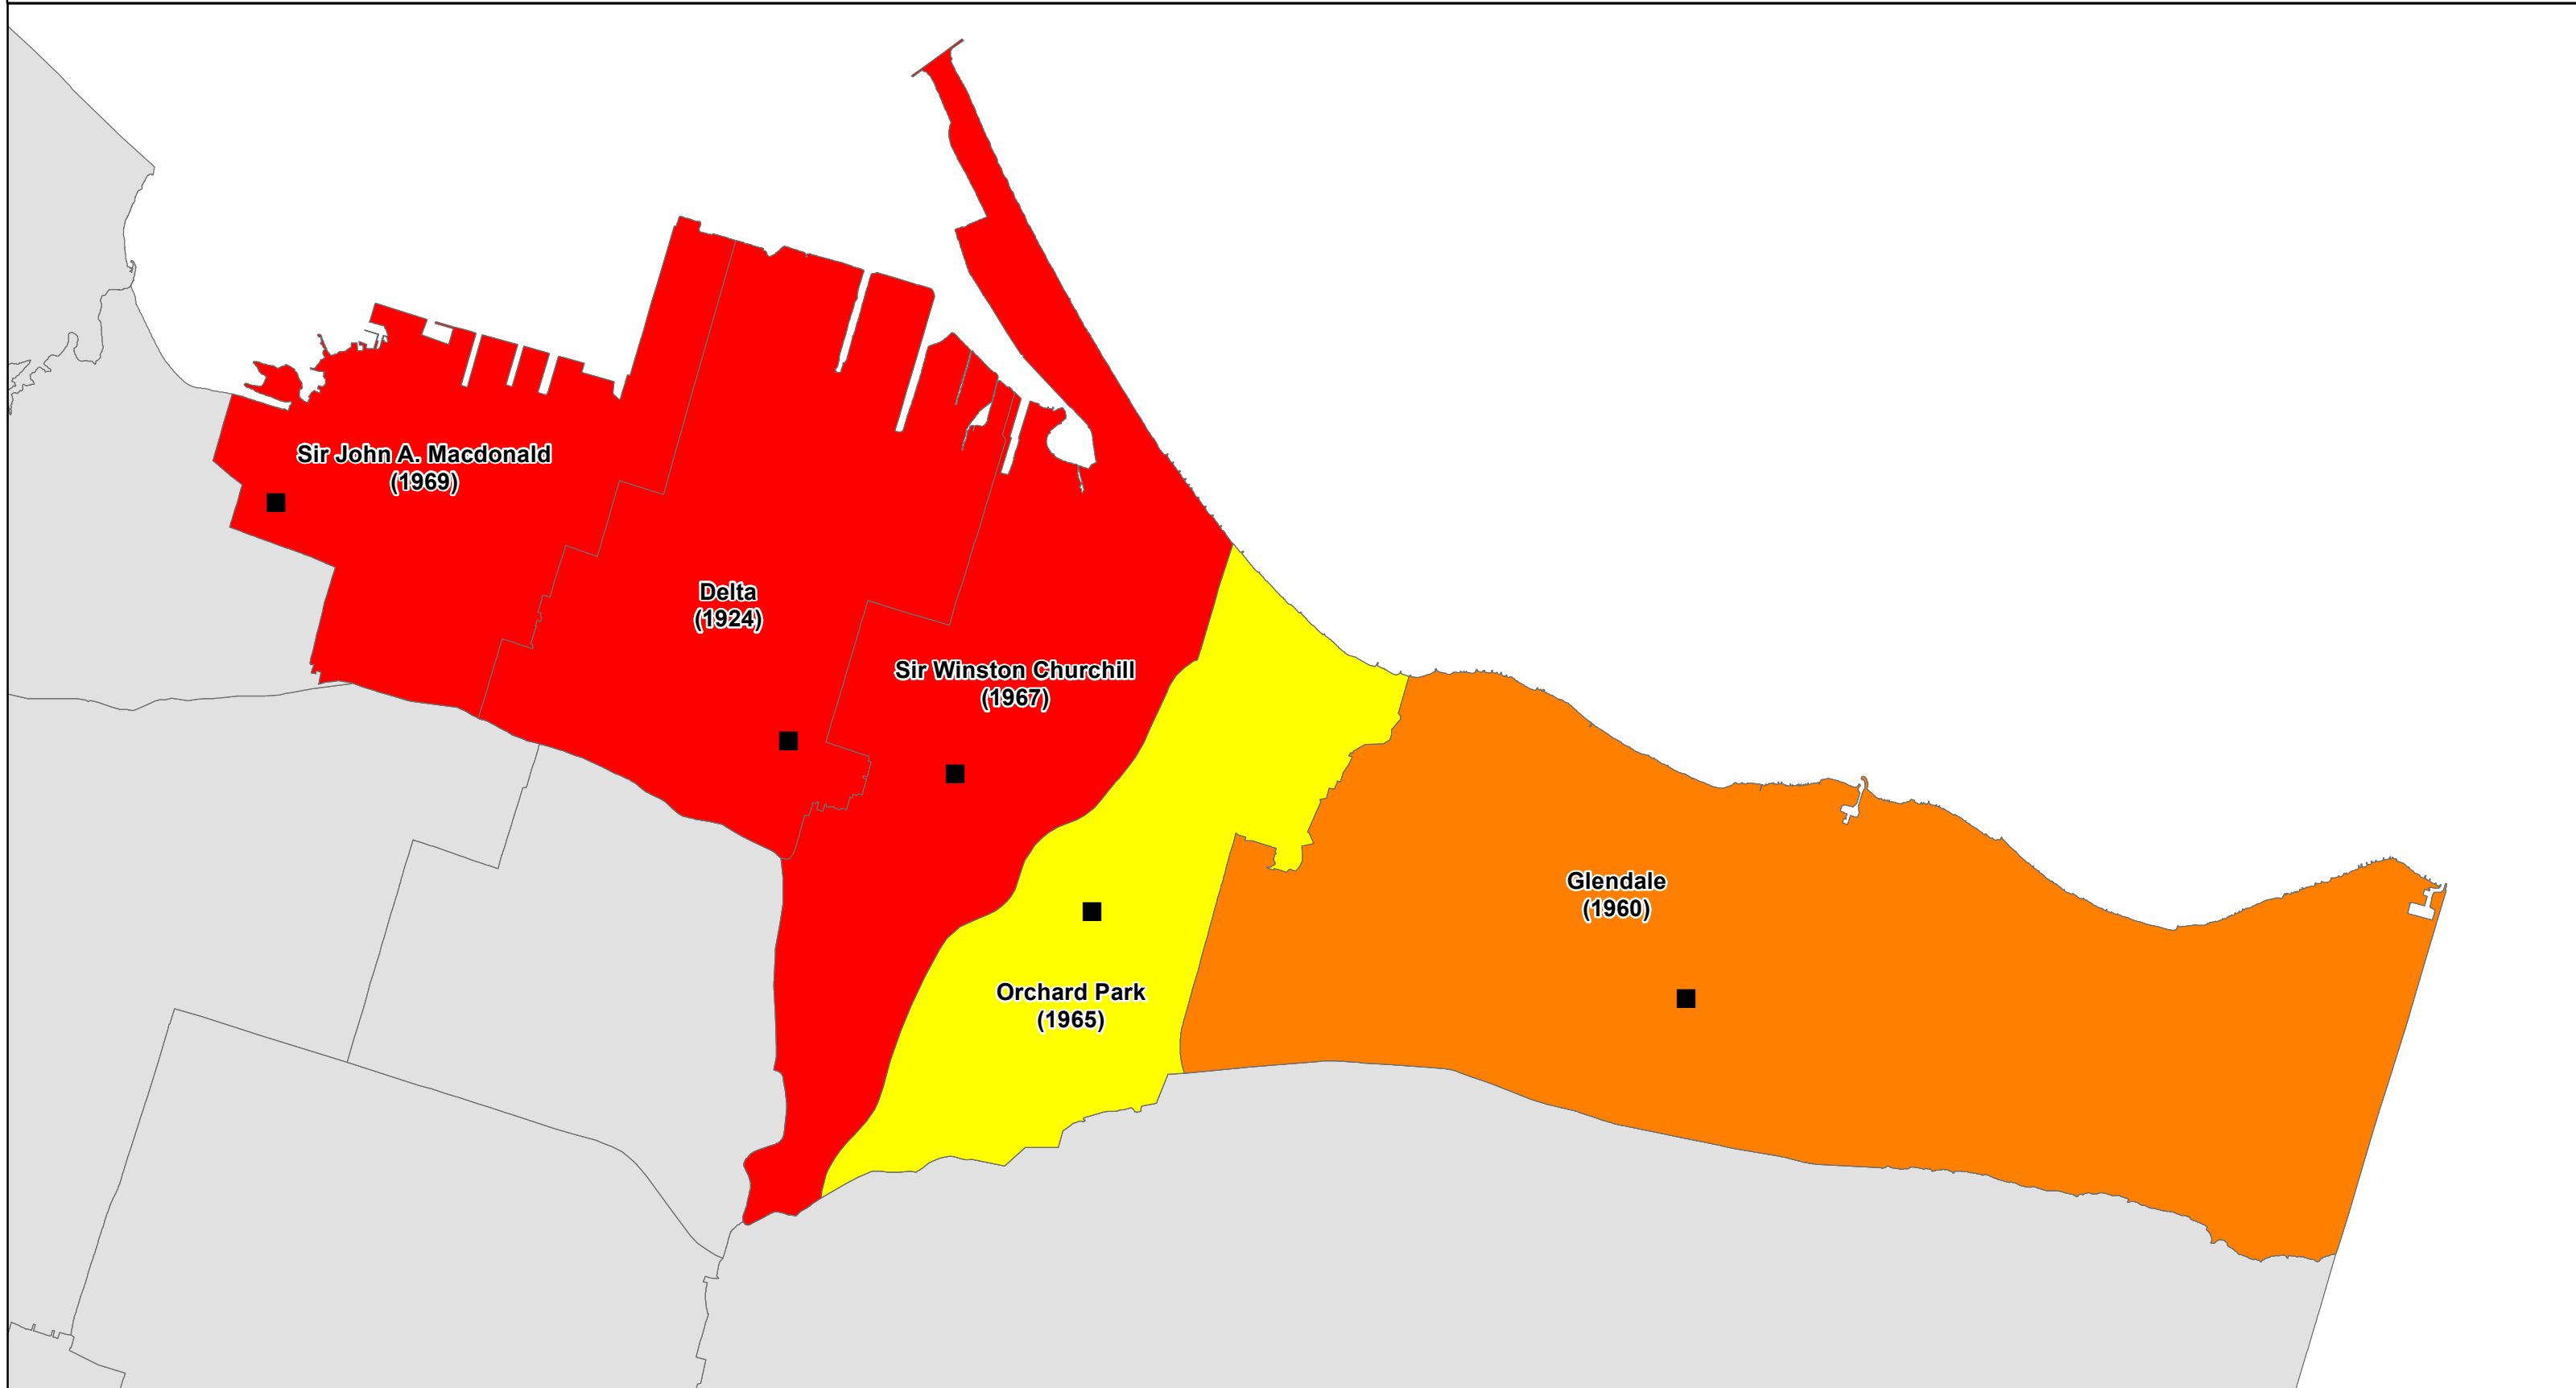 Sir John A. Macdonald
(1969)
Delta
(1924)
Sir Winston Churchill
(1967)
Glendale
(1960)
Orchard Park
(1965)